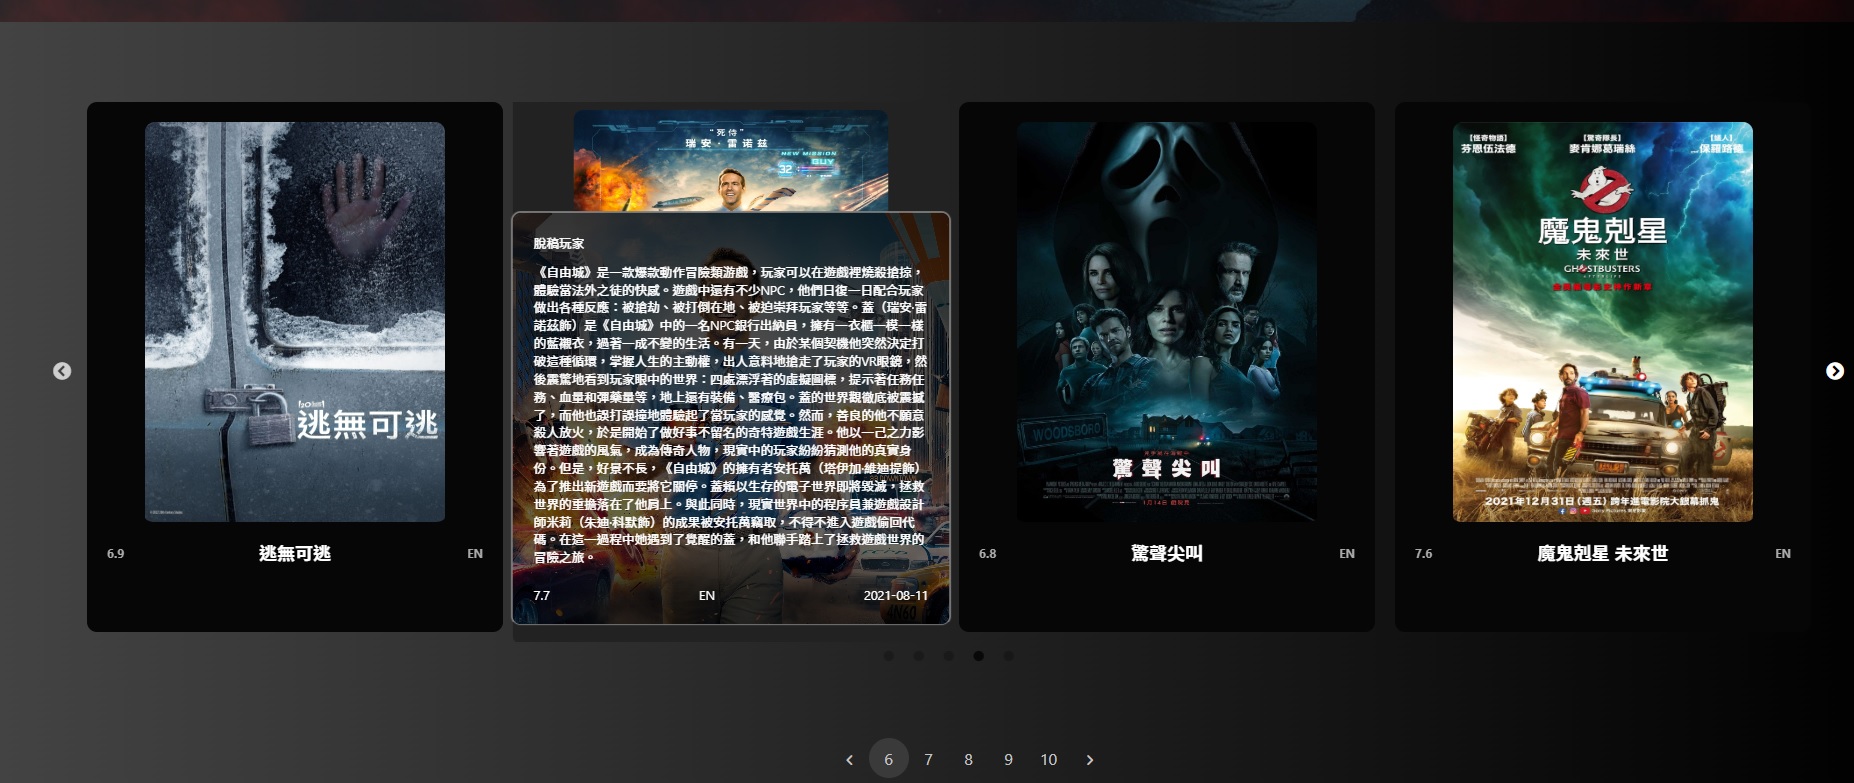 逃無可逃
6.9
逃無可逃
EN
“死侍”
瑞安·雷諾茲
NEW MISSION
GUY
32
脫稿玩家
《自由城》是一款爆款動作冒險類游戲，玩家可以在遊戲裡燒殺搶掠，
體驗當法外之徒的快感。遊戲中還有不少NPC，他們日復一日配合玩家
做出各種反應：被搶劫、被打倒在地、被迫崇拜玩家等等。蓋（瑞安·雷
諾茲飾）是《自由城》中的一名NPC銀行出納員，擁有一衣櫃一模一樣
的藍襯衣，過著一成不變的生活。有一天，由於某個契機他突然決定打
破這種循環，掌握人生的主動權，出人意料地搶走了玩家的VR眼鏡，然
後震驚地看到玩家眼中的世界：四處漂浮著的虛擬圖標，提示著任務任
務、血量和彈藥量等，地上還有裝備、醫療包。蓋的世界觀徹底被震撼
了，而他也誤打誤撞地體驗起了當玩家的感覺。然而，善良的他不願意
殺人放火，於是開始了做好事不留名的奇特遊戲生涯。他以一己之力影
響著遊戲的風氣，成為傳奇人物，現實中的玩家紛紛猜測他的真實身
份。但是，好景不長，《自由城》的擁有者安托萬（塔伊加·維迪提飾）
為了推出新遊戲而要將它關停。蓋賴以生存的電子世界即將毀滅，拯救
世界的重擔落在了他肩上。與此同時，現實世界中的程序員兼遊戲設計
師米莉（朱迪·科默飾）的成果被安托萬竊取，不得不進入遊戲偷回代
碼。在這一過程中她遇到了覺醒的蓋，和他聯手踏上了拯救遊戲世界的
冒險之旅。
7.7
EN
2021-08-11
WOODSBORO
驚聲尖叫
6.8
驚聲尖叫
EN
芬恩伍法德
麥肯娜葛瑞絲
保羅路德
魔鬼剋星
未來世
GHOSTBUSTERS
2021年12月31日(週五) 跨年進電影院大銀幕抓鬼
7.6
魔鬼剋星 未來世
EN
6 7 8 9 10